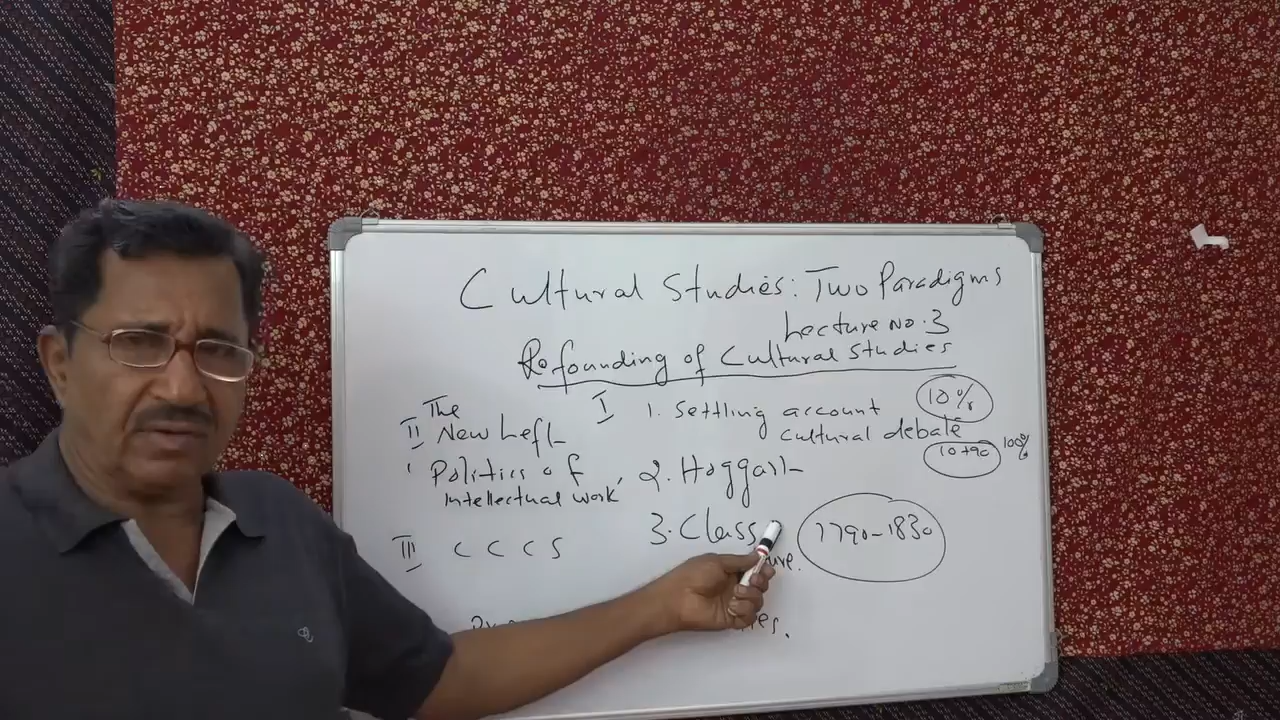 Cultural Studies: Two Paradigms
Lecture No. 3
Refounding of Cultural Studies
I 1. Settling account 10%
cultural debate
10+90 100%
2. Hoggart
3. Class 1790-1830
II The
New Left
1 Politics of
Intellectual work
III C C C S